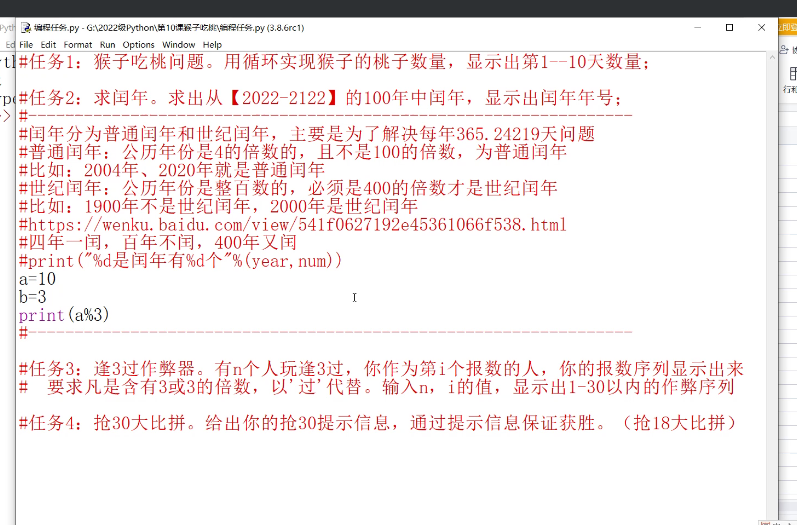 编程任务.py - G:\2022级Python\第10课猴子吃桃\编程任务.py (3.8.6rc1)
File Edit Format Run Options Window Help
#任务1: 猴子吃桃问题。用循环实现猴子的桃子数量，显示出第1--10天数量；
#任务2: 求闰年。求出从【2022-2122】的100年中闰年，显示出闰年年号；
#-----------------------------------------------------------------
#闰年分为普通闰年和世纪闰年，主要是为了解决每年365.24219天问题
#普通闰年：公历年份是4的倍数的，且不是100的倍数，为普通闰年
#比如：2004年、2020年就是普通闰年
#世纪闰年：公历年份是整百数的，必须是400的倍数才是世纪闰年
#比如：1900年不是世纪闰年，2000年是世纪闰年
#https://wenku.baidu.com/view/541f0627192e45361066f538.html
#四年一闰，百年不闰，400年又闰
#print("%d是闰年有%d个"%(year,num))
a=10
b=3
print(a%3)
#-----------------------------------------------------------------
#任务3: 逢3过作弊器。有n个人玩逢3过，你作为第i个报数的人，你的报数序列显示出来
# 要求凡是含有3或3的倍数，以'过'代替。输入n，i的值，显示出1-30以内的作弊序列
#任务4: 抢30大比拼。给出你的抢30提示信息，通过提示信息保证获胜。（抢18大比拼）